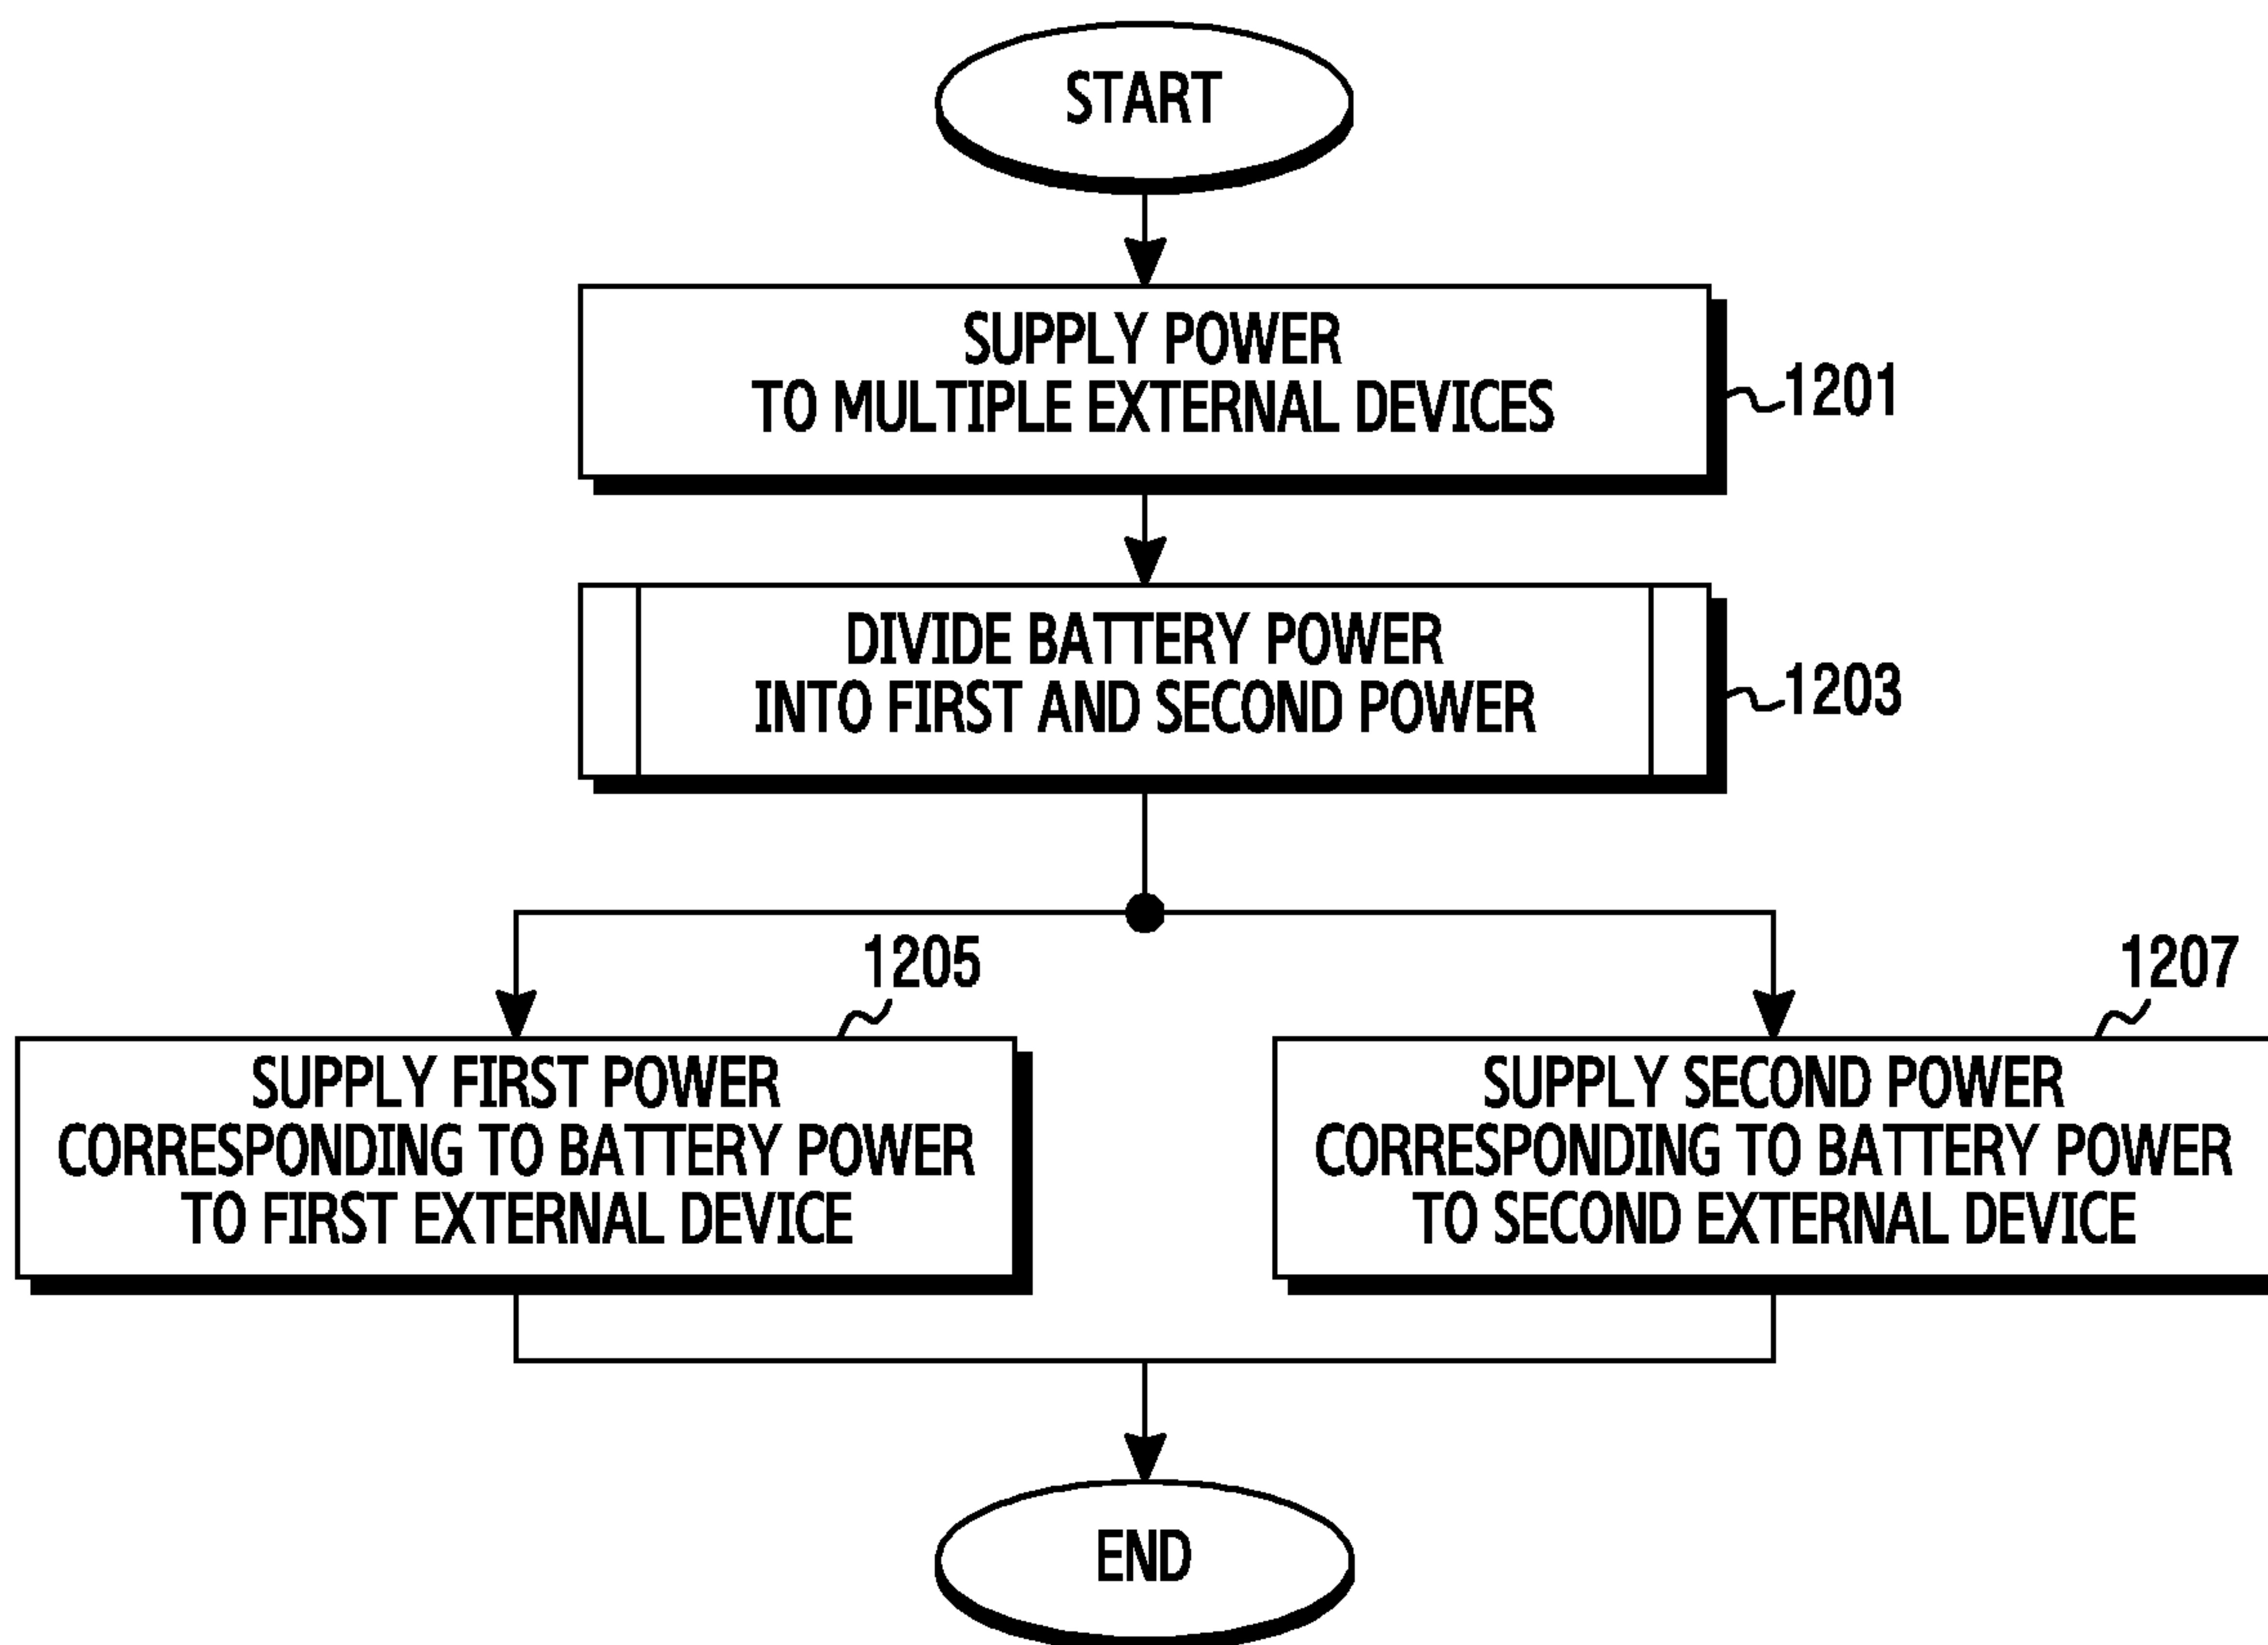 START
SUPPLY POWER
TO MULTIPLE EXTERNAL DEVICES
1201
DIVIDE BATTERY POWER
INTO FIRST AND SECOND POWER
1203
1205
SUPPLY FIRST POWER
CORRESPONDING TO BATTERY POWER
TO FIRST EXTERNAL DEVICE
1207
SUPPLY SECOND POWER
CORRESPONDING TO BATTERY POWER
TO SECOND EXTERNAL DEVICE
END